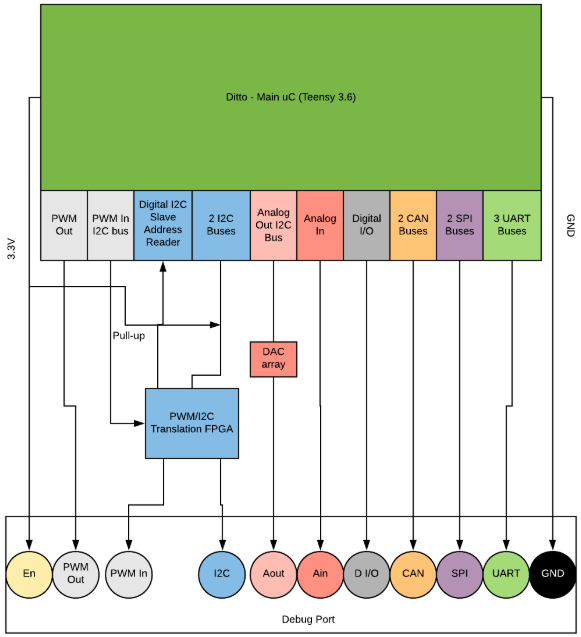 Ditto - Main uC (Teensy 3.6)
PWM
Out
PWM In
I2C bus
Digital I2C
Slave
Address
Reader
2 I2C
Buses
Analog
Out I2C
Bus
Analog
In
Digital
I/O
2 CAN
Buses
2 SPI
Buses
3 UART
Buses
3.3V
GND
Pull-up
DAC
array
PWM/I2C
Translation FPGA
En
PWM
Out
PWM In
I2C
Aout
Ain
D I/O
CAN
SPI
UART
GND
Debug Port